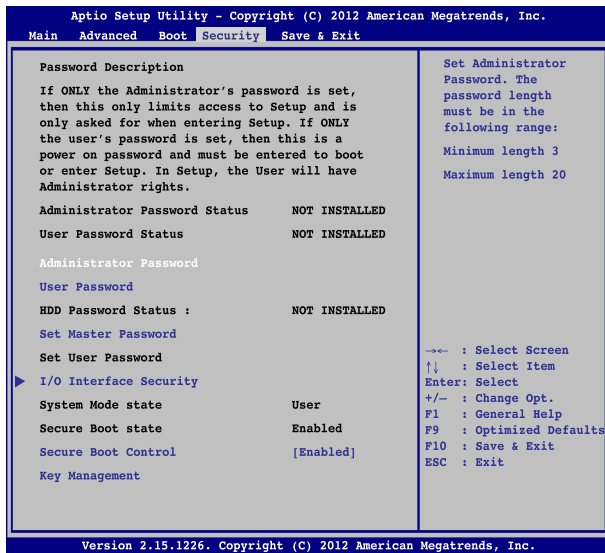 Aptio Setup Utility – Copyright (C) 2012 American Megatrends, Inc.
Main Advanced Boot Security Save & Exit
Password Description
If ONLY the Administrator's password is set,
then this only limits access to Setup and is
only asked for when entering Setup. If ONLY
the user's password is set, then this is a
power on password and must be entered to boot
or enter Setup. In Setup, the User will have
Administrator rights.
Administrator Password Status NOT INSTALLED
User Password Status NOT INSTALLED
Administrator Password
User Password
HDD Password Status : NOT INSTALLED
Set Master Password
Set User Password
I/O Interface Security
System Mode state User
Secure Boot state Enabled
Secure Boot Control [Enabled]
Key Management
Set Administrator
Password. The
password length
must be in the
following range:
Minimum length 3
Maximum length 20
→← : Select Screen
↑↓ : Select Item
Enter: Select
+/— : Change Opt.
F1 : General Help
F9 : Optimized Defaults
F10 : Save & Exit
ESC : Exit
Version 2.15.1226. Copyright (C) 2012 American Megatrends, Inc.